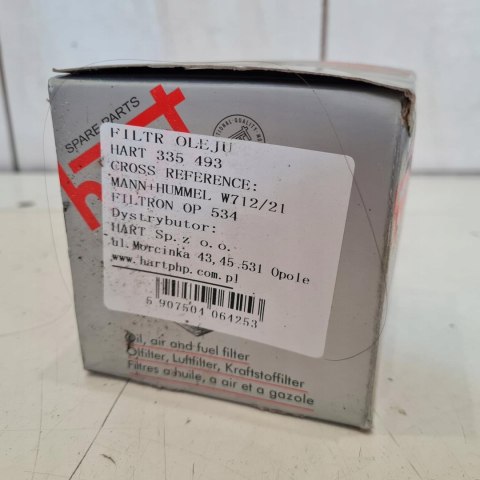 SPARE PARTS
hart
FILTR OLEJU
HART 335 493
CROSS REFERENCE:
MANN+HUMMEL W712/21
FILTRON OP 534
Dystrybutor:
HART Sp. z o.o.
ul.Morcinka 43,45.531 Opole
www.hartphp.com.pl
5 907504 064253
Oil, air and fuel filter
Ölfilter, Luftfilter, Kraftstoffilter
Filtres a huile, a air et a gazole